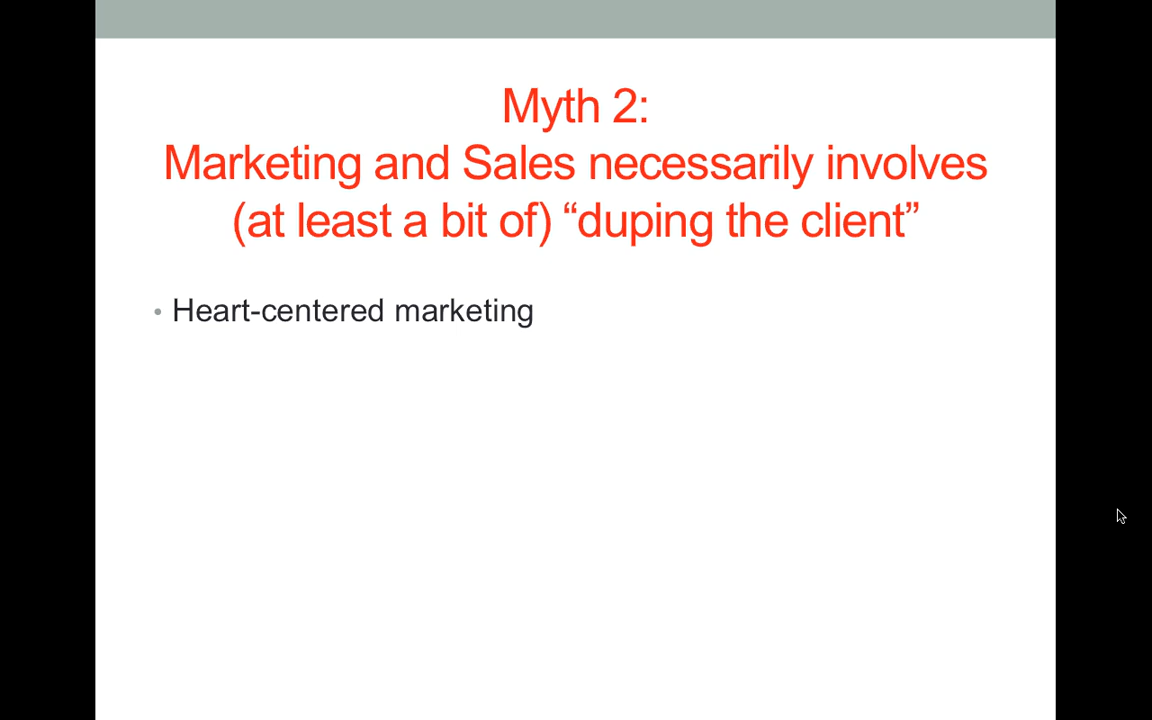 Myth 2:
Marketing and Sales necessarily involves
(at least a bit of) “duping the client”
• Heart-centered marketing